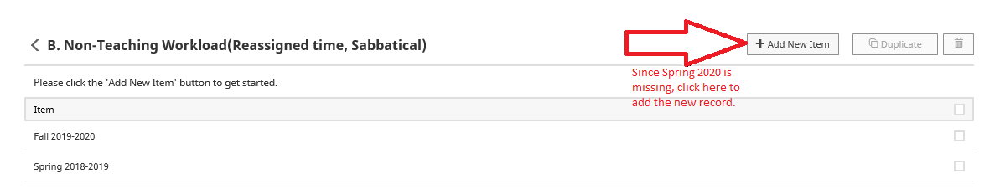 B. Non-Teaching Workload(Reassigned time, Sabbatical)
Add New Item
Duplicate
Since Spring 2020 is
missing, click here to
add the new record.
Please click the 'Add New Item' button to get started.
Item
Fall 2019-2020
Spring 2018-2019